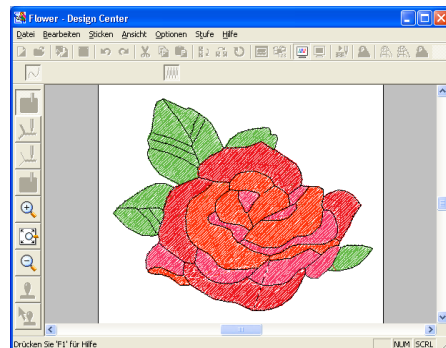 Flower - Design Center
Datei Bearbeiten Sticken Ansicht Optionen Stufe Hilfe
Drücken Sie 'F1' für Hilfe
NUM SCRL